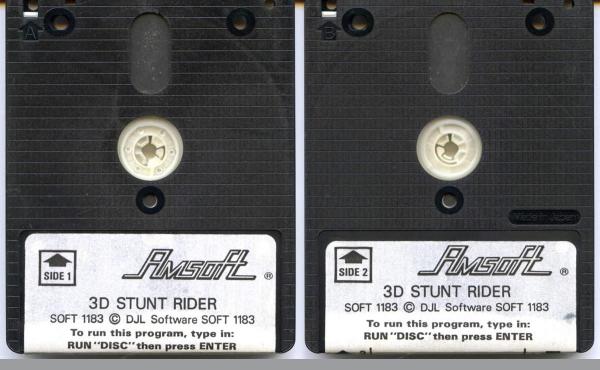 A
SIDE 1
Amsoft ®
3D STUNT RIDER
SOFT 1183 © DJL Software SOFT 1183
To run this program, type in:
RUN "DISC" then press ENTER
B
Made in Japan
SIDE 2
Amsoft ®
3D STUNT RIDER
SOFT 1183 © DJL Software SOFT 1183
To run this program, type in:
RUN "DISC" then press ENTER